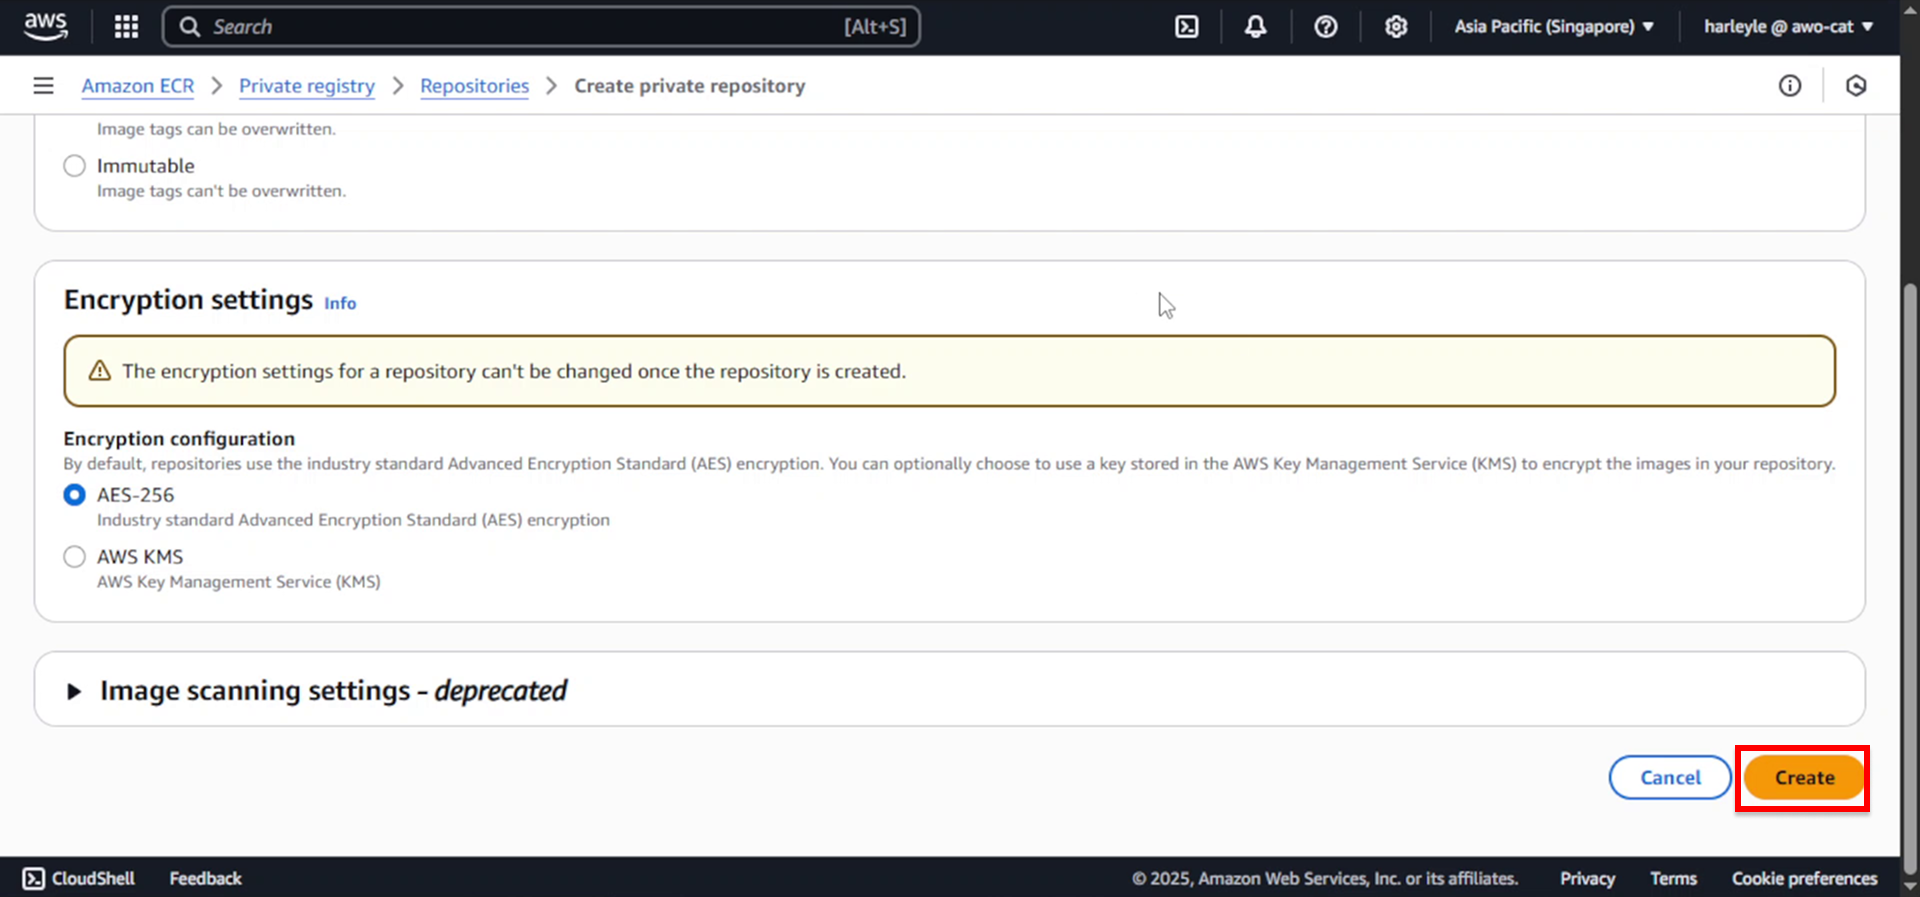 aws
Search
[Alt+S]
Asia Pacific (Singapore)
harleyle @ awo-cat
Amazon ECR
Private registry
Repositories
Create private repository
Image tags can be overwritten.
Immutable
Image tags can't be overwritten.
Encryption settings Info
The encryption settings for a repository can't be changed once the repository is created.
Encryption configuration
By default, repositories use the industry standard Advanced Encryption Standard (AES) encryption. You can optionally choose to use a key stored in the AWS Key Management Service (KMS) to encrypt the images in your repository.
AES-256
Industry standard Advanced Encryption Standard (AES) encryption
AWS KMS
AWS Key Management Service (KMS)
Image scanning settings - deprecated
Cancel
Create
CloudShell
Feedback
© 2025, Amazon Web Services, Inc. or its affiliates.
Privacy
Terms
Cookie preferences